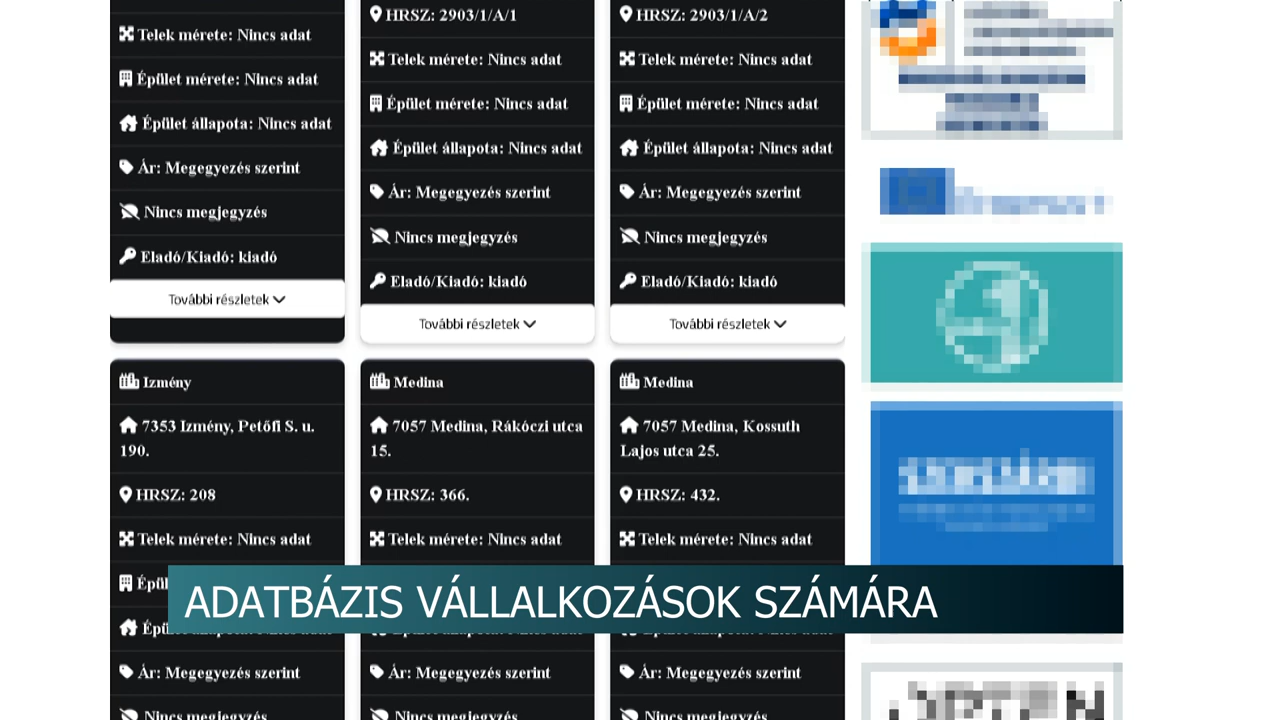 Telek mérete: Nincs adat
Épület mérete: Nincs adat
Épület állapota: Nincs adat
Ár: Megegyezés szerint
Nincs megjegyzés
Eladó/Kiadó: kiadó
További részletek
HRSZ: 2903/1/A/1
Telek mérete: Nincs adat
Épület mérete: Nincs adat
Épület állapota: Nincs adat
Ár: Megegyezés szerint
Nincs megjegyzés
Eladó/Kiadó: kiadó
További részletek
HRSZ: 2903/1/A/2
Telek mérete: Nincs adat
Épület mérete: Nincs adat
Épület állapota: Nincs adat
Ár: Megegyezés szerint
Nincs megjegyzés
Eladó/Kiadó: kiadó
További részletek
Izmény
7353 Izmény, Petőfi S. u.
190.
HRSZ: 208
Telek mérete: Nincs adat
Ár: Megegyezés szerint
Nincs megjegyzés
Medina
7057 Medina, Rákóczi utca
15.
HRSZ: 366.
Telek mérete: Nincs adat
Ár: Megegyezés szerint
Nincs megjegyzés
Medina
7057 Medina, Kossuth
Lajos utca 25.
HRSZ: 432.
Telek mérete: Nincs adat
Ár: Megegyezés szerint
Nincs megjegyzés
ADATBÁZIS VÁLLALKOZÁSOK SZÁMÁRA